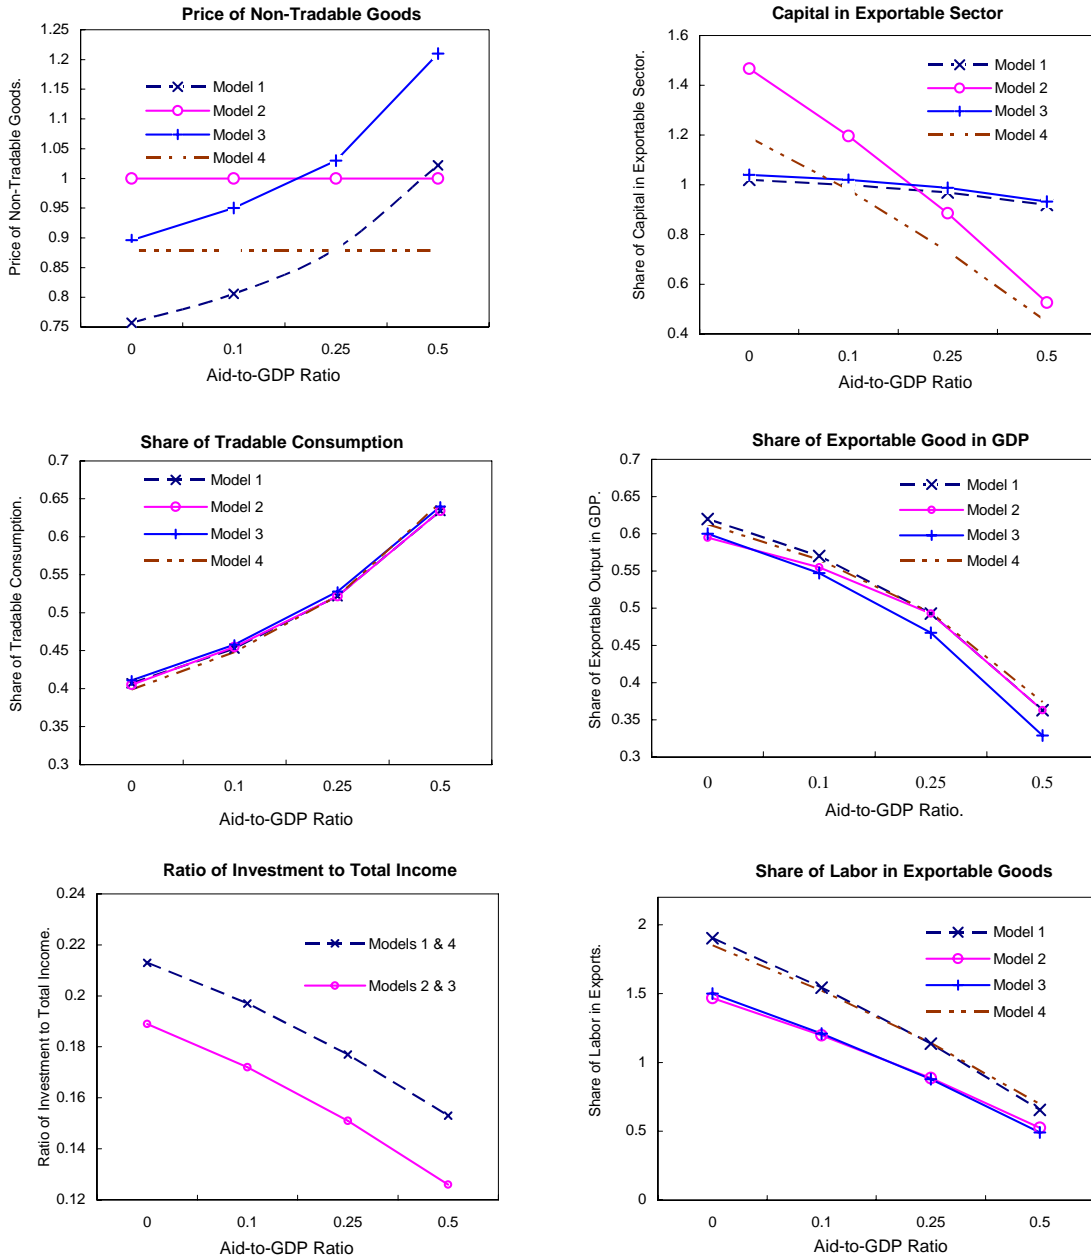 Price of Non-Tradable Goods
Price of Non-Tradable Goods.
1.25
1.2
1.15
1.1
1.05
1
0.95
0.9
0.85
0.8
0.75
Model 1
Model 2
Model 3
Model 4
0 0.1 0.25 0.5
Aid-to-GDP Ratio
Capital in Exportable Sector
Share of Capital in Exportable Sector.
1.6
1.4
1.2
1
0.8
0.6
0.4
Model 1
Model 2
Model 3
Model 4
0 0.1 0.25 0.5
Aid-to-GDP Ratio
Share of Tradable Consumption
Share of Tradable Consumption.
0.7
0.65
0.6
0.55
0.5
0.45
0.4
0.3
Model 1
Model 2
Model 3
Model 4
0 0.1 0.25 0.5
Aid-to-GDP Ratio
Share of Exportable Good in GDP
Share of Exportable Output in GDP.
0.7
0.65
0.6
0.55
0.5
0.45
0.4
0.35
0.3
Model 1
Model 2
Model 3
Model 4
0 0.1 0.25 0.5
Aid-to-GDP Ratio.
Ratio of Investment to Total Income
Ratio of Investment to Total Income.
0.24
0.22
0.2
0.18
0.16
0.14
0.12
Models 1 & 4
Models 2 & 3
0 0.1 0.25 0.5
Aid-to-GDP Ratio
Share of Labor in Exportable Goods
Share of Labor in Exports.
2
1.5
1
0.5
0
Model 1
Model 2
Model 3
Model 4
0 0.1 0.25 0.5
Aid-to-GDP Ratio